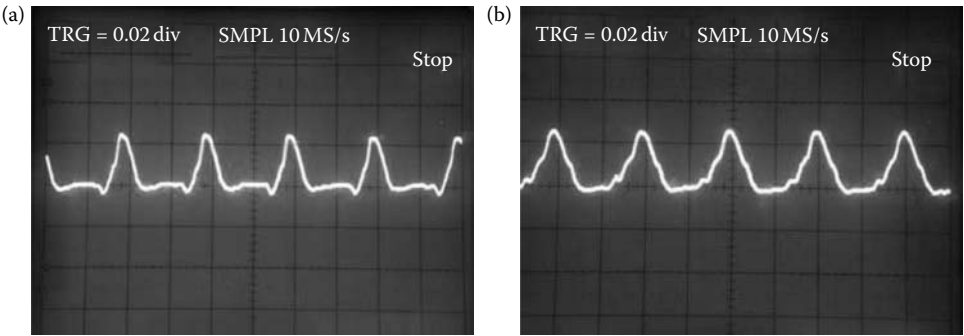 (a)
TRG = 0.02 div SMPL 10 MS/s
Stop
(b)
TRG = 0.02 div SMPL 10 MS/s
Stop